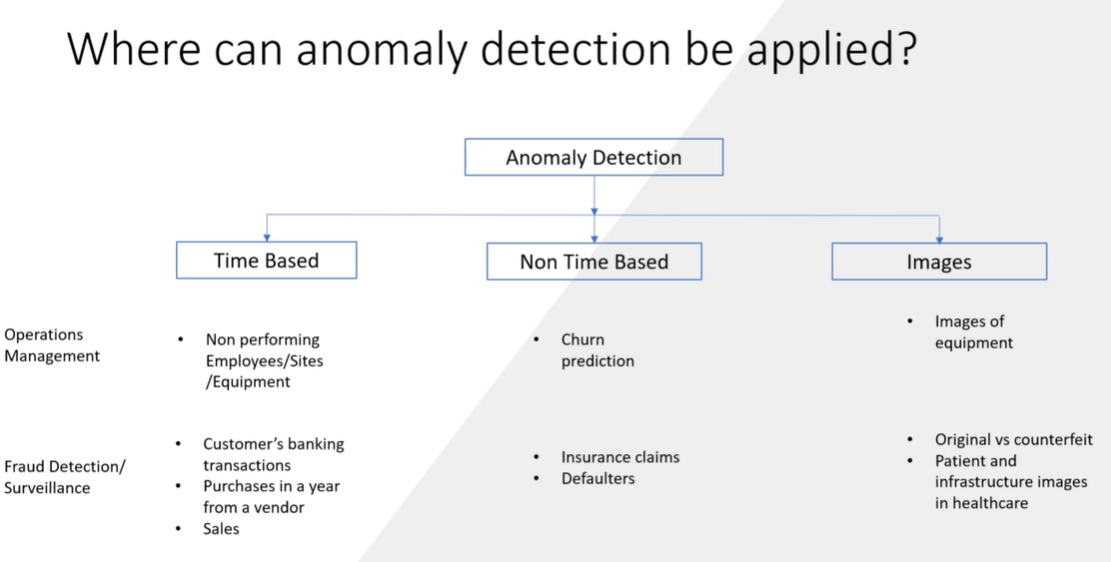 Where can anomaly detection be applied?
Anomaly Detection
Time Based
Non Time Based
Images
Operations
Management
• Non performing
Employees/Sites
/Equipment
• Churn
prediction
• Images of
equipment
Fraud Detection/
Surveillance
• Customer's banking
transactions
• Purchases in a year
from a vendor
• Sales
• Insurance claims
• Defaulters
• Original vs counterfeit
• Patient and
infrastructure images
in healthcare